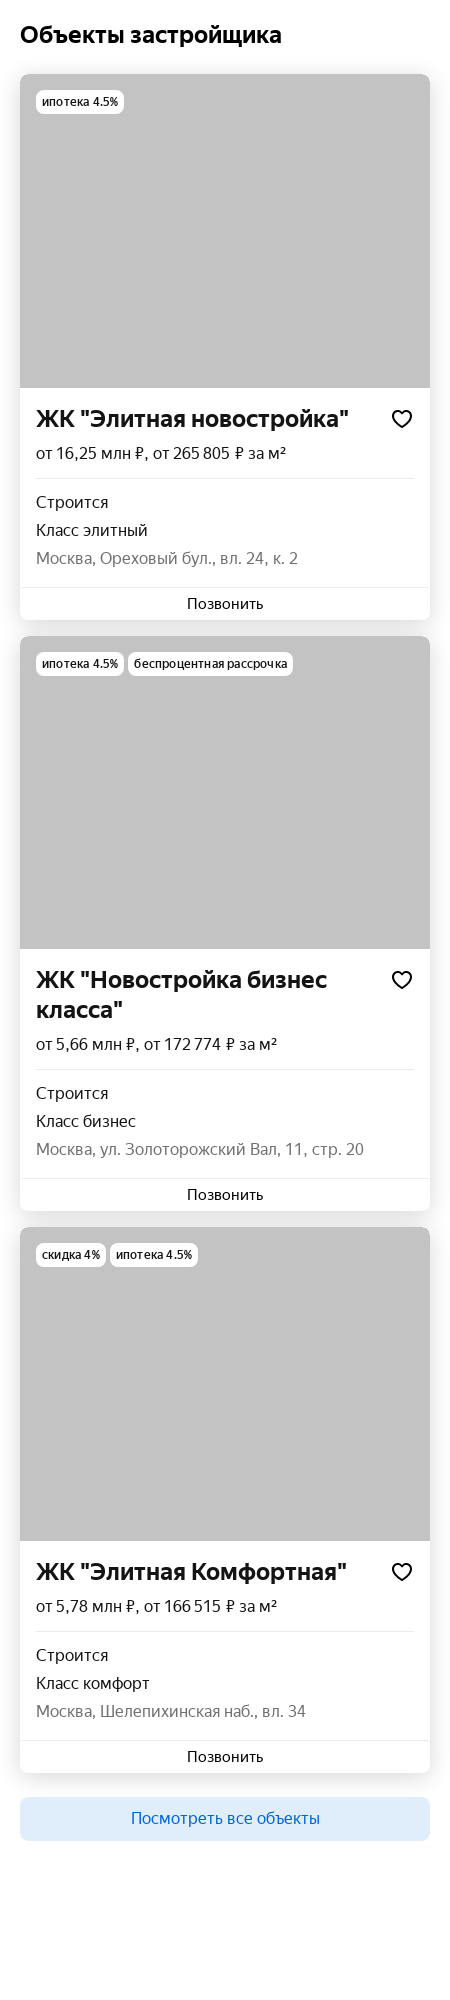 Объекты застройщика
ипотека 4.5%
ЖК "Элитная новостройка"
от 16,25 млн ₽, от 265 805 ₽ за м²
Строится
Класс элитный
Москва, Ореховый бул., вл. 24, к. 2
Позвонить
ипотека 4.5% беспроцентная рассрочка
ЖК "Новостройка бизнес
класса"
от 5,66 млн ₽, от 172 774 ₽ за м²
Строится
Класс бизнес
Москва, ул. Золоторожский Вал, 11, стр. 20
Позвонить
скидка 4% ипотека 4.5%
ЖК "Элитная Комфортная"
от 5,78 млн ₽, от 166 515 ₽ за м²
Строится
Класс комфорт
Москва, Шелепихинская наб., вл. 34
Позвонить
Посмотреть все объекты